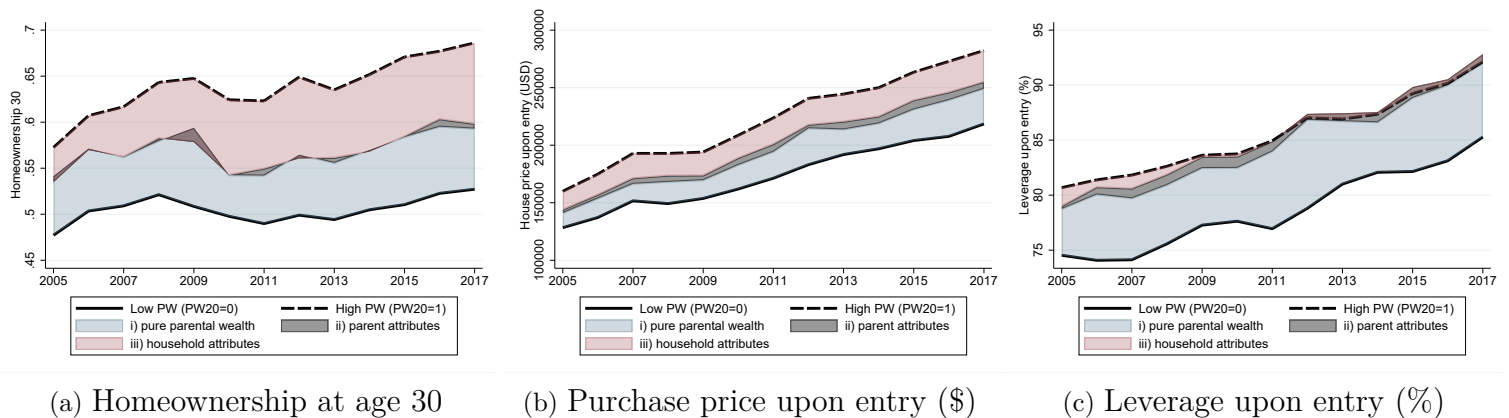 Homeownership 30
.7
.65
.6
.55
.5
.45
2005 2007 2009 2011 2013 2015 2017
Low PW (PW20=0) High PW (PW20=1)
i) pure parental wealth ii) parent attributes
iii) household attributes
(a) Homeownership at age 30
House price upon entry (USD)
300000
250000
200000
150000
100000
2005 2007 2009 2011 2013 2015 2017
Low PW (PW20=0) High PW (PW20=1)
i) pure parental wealth ii) parent attributes
iii) household attributes
(b) Purchase price upon entry ($)
Leverage upon entry (%)
95
90
85
80
75
2005 2007 2009 2011 2013 2015 2017
Low PW (PW20=0) High PW (PW20=1)
i) pure parental wealth ii) parent attributes
iii) household attributes
(c) Leverage upon entry (%)